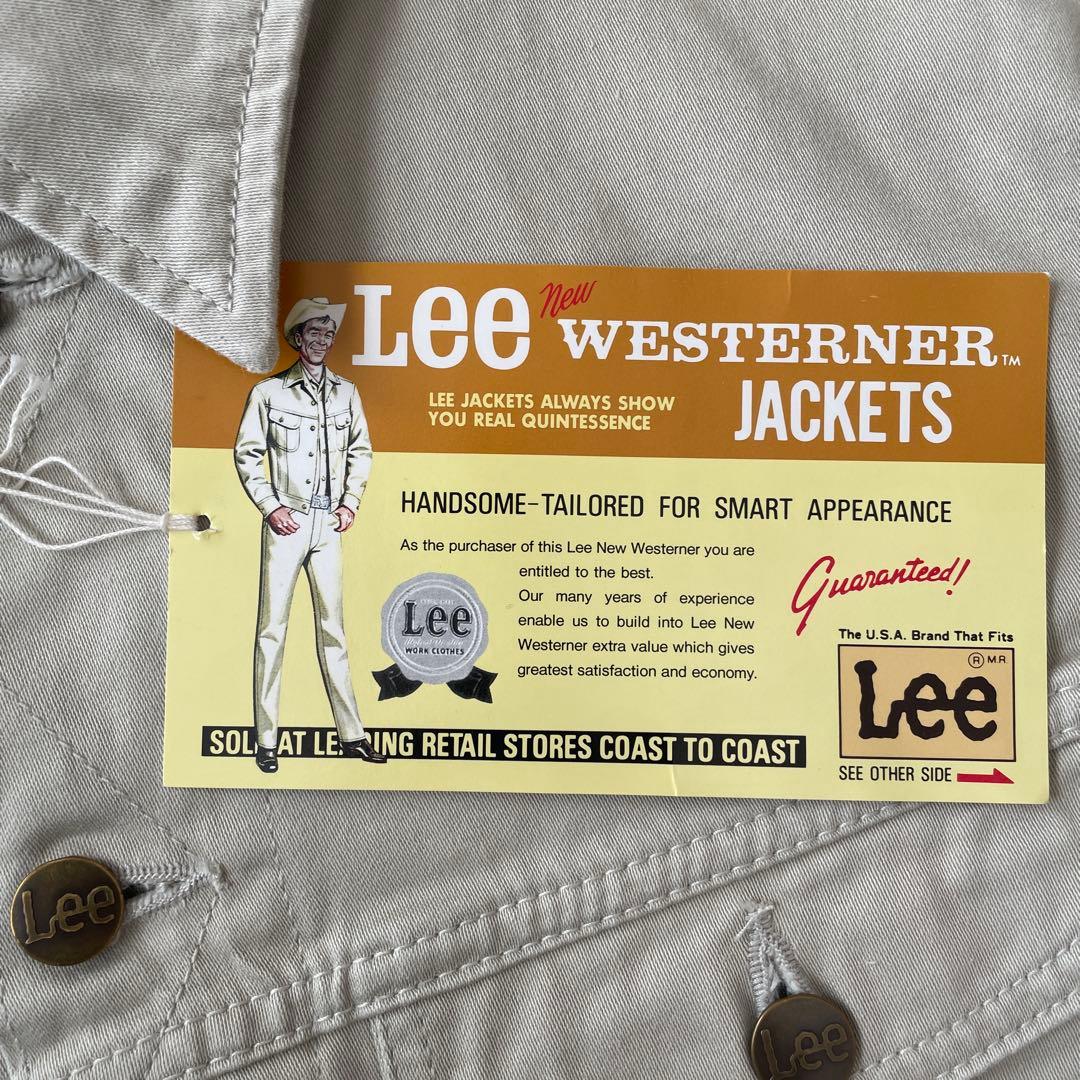 Lee New WESTERNER™
JACKETS
LEE JACKETS ALWAYS SHOW
YOU REAL QUINTESSENCE
HANDSOME-TAILORED FOR SMART APPEARANCE
As the purchaser of this Lee New Westerner you are
entitled to the best.
Our many years of experience
enable us to build into Lee New
Westerner extra value which gives
greatest satisfaction and economy.
Lee
WORK CLOTHES
Guaranteed!
The U.S.A. Brand That Fits
® M.R.
Lee
SEE OTHER SIDE
SOLD AT LEADING RETAIL STORES COAST TO COAST
Lee
Lee